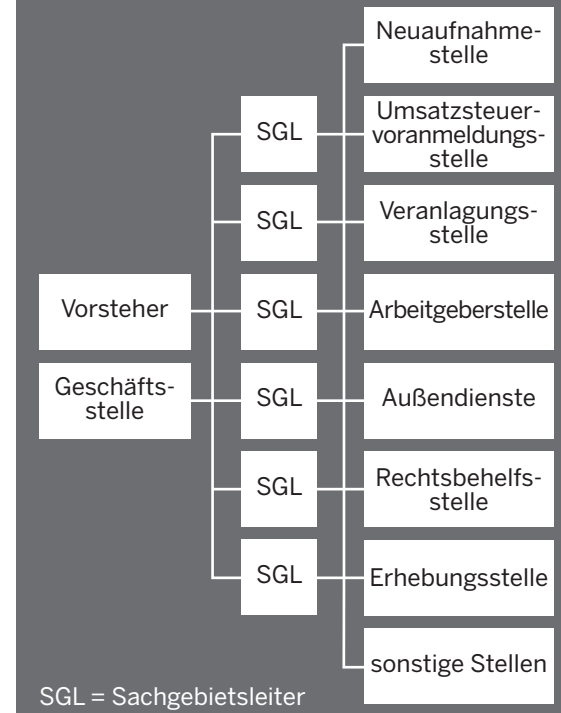 Vorsteher
Geschäfts-
stelle
SGL
SGL
SGL
SGL
SGL
SGL
Neuaufnahme-
stelle
Umsatzsteuer-
voranmeldungs-
stelle
Veranlagungs-
stelle
Arbeitgeberstelle
Außendienste
Rechtsbehelfs-
stelle
Erhebungsstelle
sonstige Stellen
SGL = Sachgebietsleiter